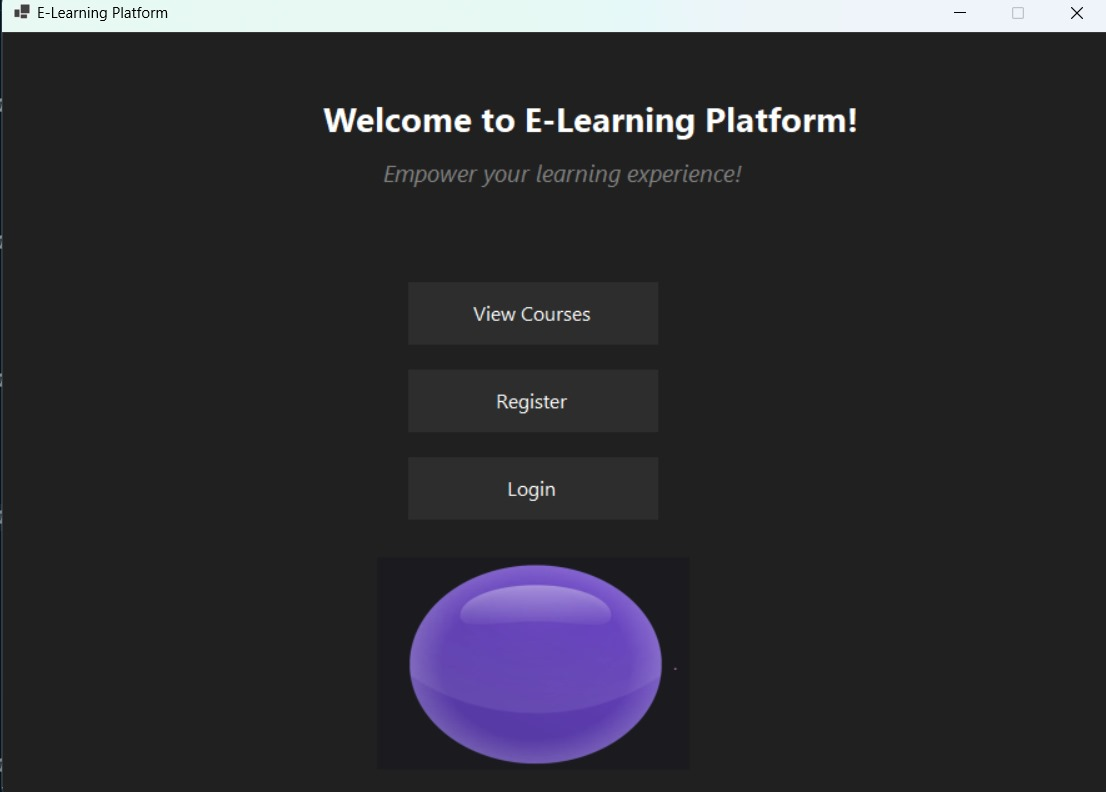 E-Learning Platform
Welcome to E-Learning Platform!
Empower your learning experience!
View Courses
Register
Login